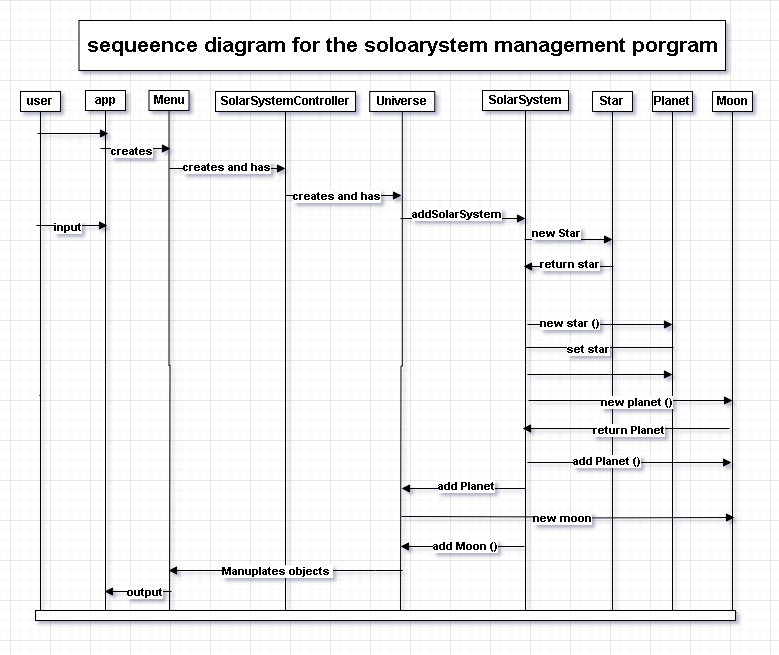 sequeence diagram for the soloarystem management porgram
user
app
Menu
SolarSystemController
Universe
SolarSystem
Star
Planet
Moon
creates
creates and has
creates and has
addSolarSystem
input
new Star
return star
new star ()
set star
new planet ()
return Planet
add Planet ()
add Planet
new moon
add Moon ()
Manuplates objects
output